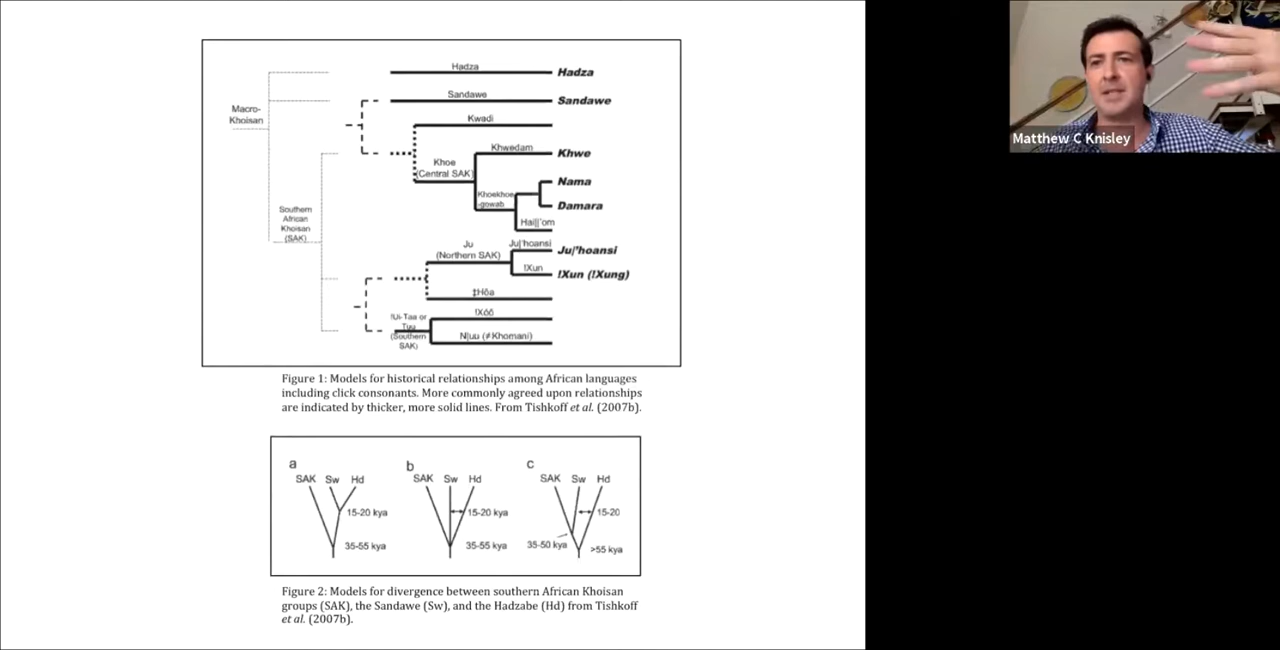 Hadza
Hadza
Sandawe
Sandawe
Macro-
Khoisan
Kwadi
Khwedam
Khwe
Khoe
(Central SAK)
Nama
Khoekhoe
-gowab
Damara
Southern
African
Khoisan
(SAK)
Hai||'om
Ju
(Northern SAK)
Ju|'hoansi
Ju|'hoansi
!Xun
!Xun (!Xung)
‡Hõa
!Xóõ
!Ui-Taa or
Tuu
(Southern
SAK)
N|uu (≠Khomani)
Figure 1: Models for historical relationships among African languages
including click consonants. More commonly agreed upon relationships
are indicated by thicker, more solid lines. From Tishkoff et al. (2007b).
a
SAK Sw Hd
15-20 kya
35-55 kya
b
SAK Sw Hd
15-20 kya
35-55 kya
c
SAK Sw Hd
15-20
35-50 kya
>55 kya
Figure 2: Models for divergence between southern African Khoisan
groups (SAK), the Sandawe (Sw), and the Hadzabe (Hd) from Tishkoff
et al. (2007b).
Matthew C Knisley